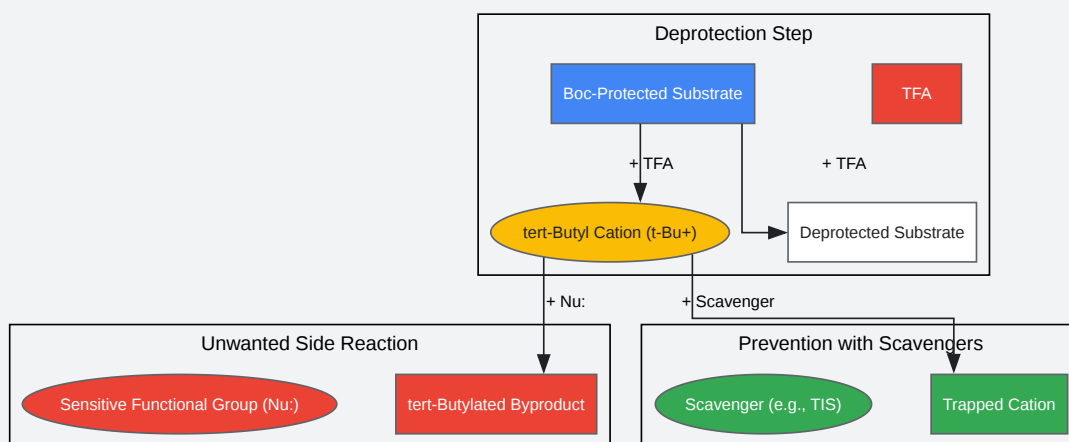 Deprotection Step
Boc-Protected Substrate
TFA
+ TFA
+ TFA
tert-Butyl Cation (t-Bu+)
Deprotected Substrate
+ Nu:
+ Scavenger
Unwanted Side Reaction
Prevention with Scavengers
Sensitive Functional Group (Nu:)
tert-Butylated Byproduct
Scavenger (e.g., TIS)
Trapped Cation